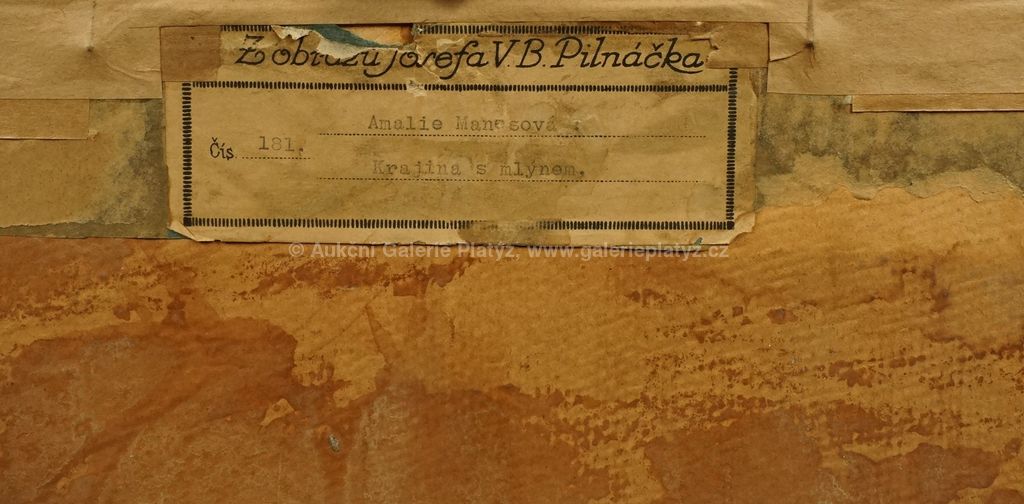 Z obrazů Josefa V. B. Pilnáčka
Amalie Manesová :
Čís. 181.
Krajina s mlýnem.
© Aukční Galerie Platýz, www.galerieplatyz.cz